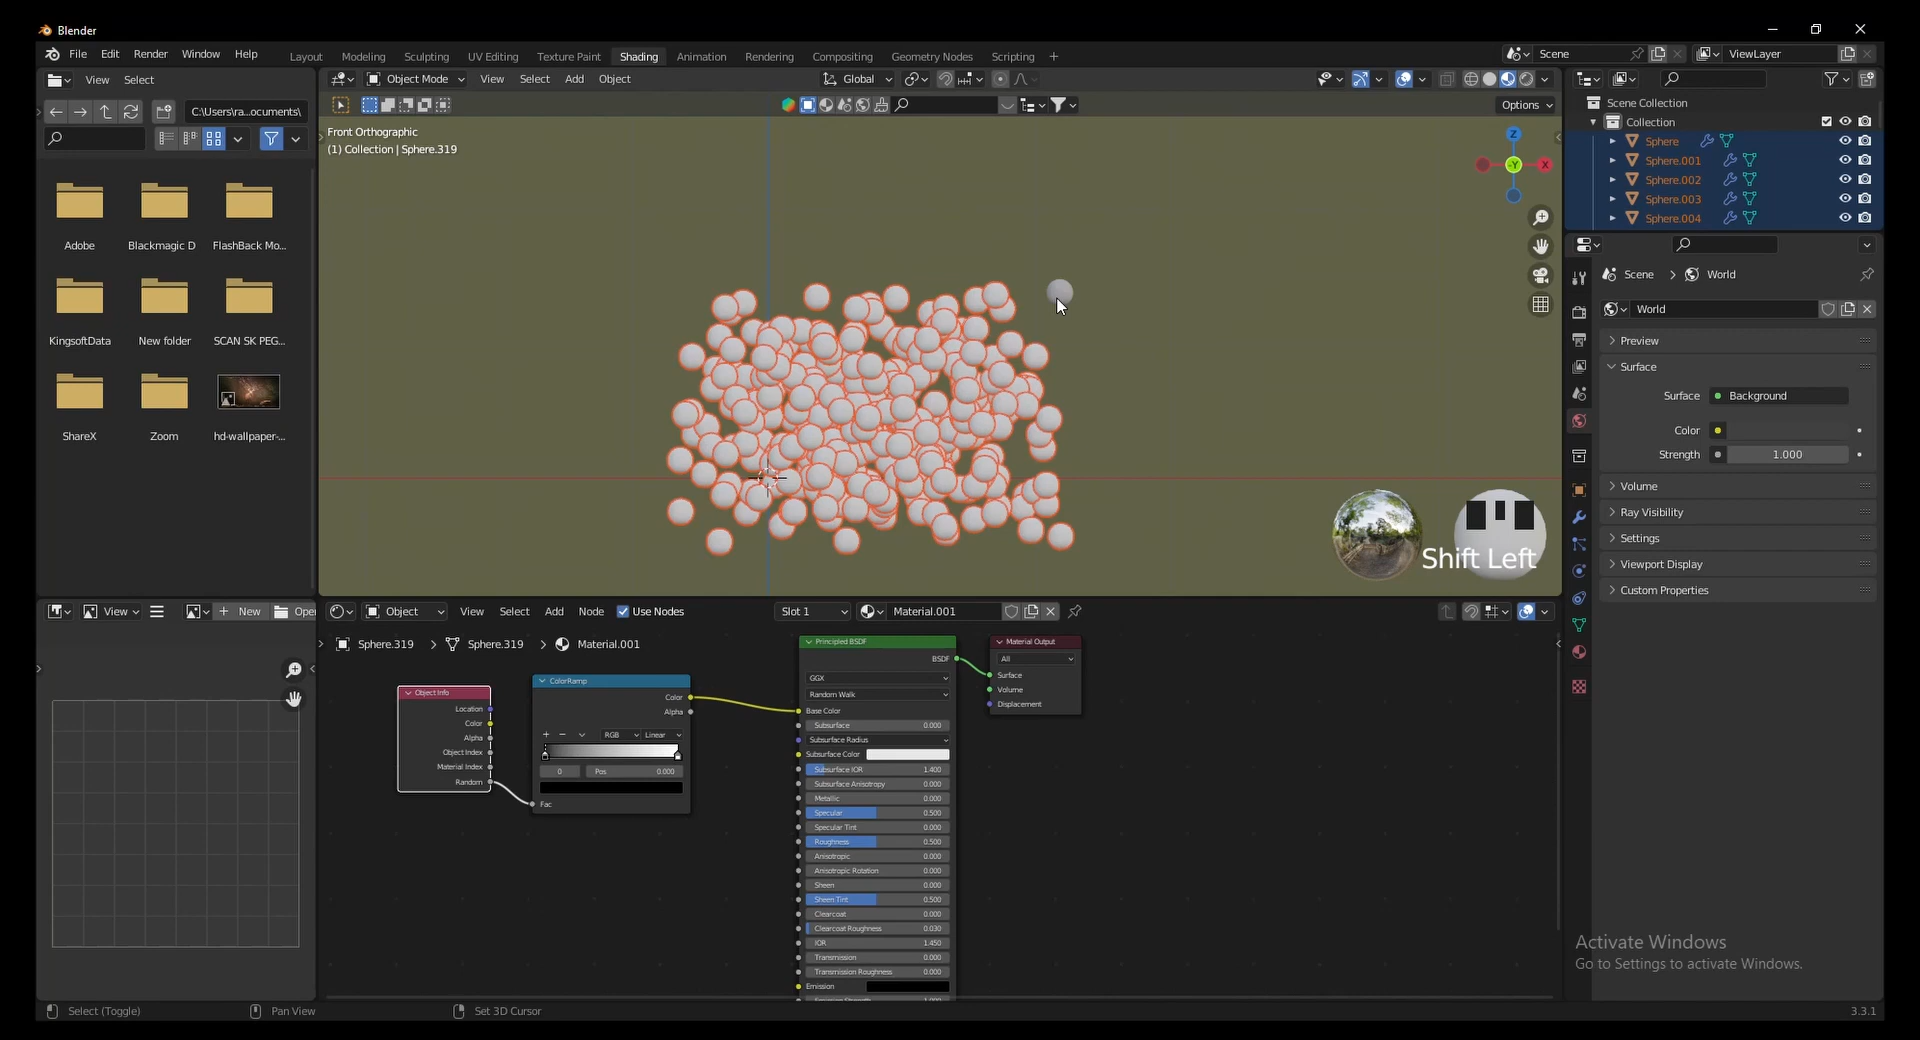 Blender
File Edit Render Window Help
Layout Modeling Sculpting UV Editing Texture Paint Shading Animation Rendering Compositing Geometry Nodes Scripting +
Scene
ViewLayer
View Select
Object Mode View Select Add Object
Global
C:\Users\ra...ocuments\
Options
Front Orthographic
(1) Collection | Sphere.319
Z
-Y
X
Adobe Blackmagic D FlashBack Mo...
KingsoftData New folder SCAN SK PEG...
ShareX Zoom hd-wallpaper-...
Shift Left
Scene Collection
Collection
Sphere
Sphere.001
Sphere.002
Sphere.003
Sphere.004
Scene > World
World
Preview
Surface
Surface Background
Color
Strength 1.000
Volume
Ray Visibility
Settings
Viewport Display
Custom Properties
View + New Ope
Object View Select Add Node Use Nodes Slot 1 Material.001
Sphere.319 > Sphere.319 > Material.001
Object Info
Location
Color
Alpha
Object Index
Material Index
Random
ColorRamp
Color
Alpha
+ − RGB Linear
0 Pos 0.000
Fac
Principled BSDF
BSDF
GGX
Random Walk
Base Color
Subsurface 0.000
Subsurface Radius
Subsurface Color
Subsurface IOR 1.400
Subsurface Anisotropy 0.000
Metallic 0.000
Specular 0.500
Specular Tint 0.000
Roughness 0.500
Anisotropic 0.000
Anisotropic Rotation 0.000
Sheen 0.000
Sheen Tint 0.500
Clearcoat 0.000
Clearcoat Roughness 0.030
IOR 1.450
Transmission 0.000
Transmission Roughness 0.000
Emission
Emission Strength 1.000
Material Output
All
Surface
Volume
Displacement
Activate Windows
Go to Settings to activate Windows.
Select (Toggle) Pan View Set 3D Cursor
3.3.1